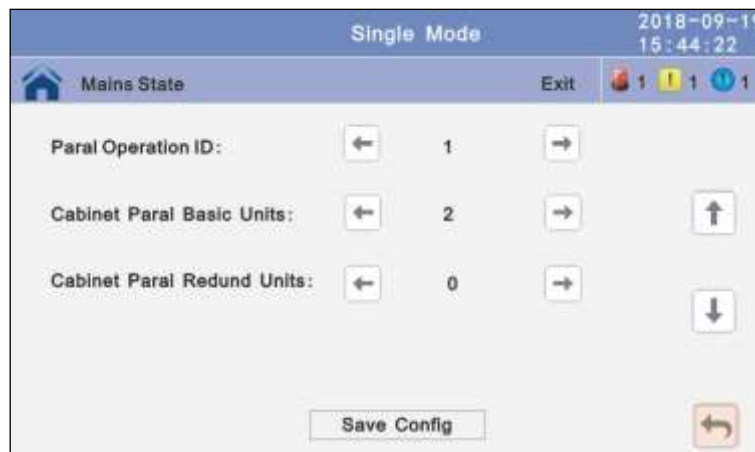 Single Mode
2018-09-19
15:44:22
Mains State
Exit
1
1
1
Paral Operation ID:
1
Cabinet Paral Basic Units:
2
Cabinet Paral Redund Units:
0
Save Config